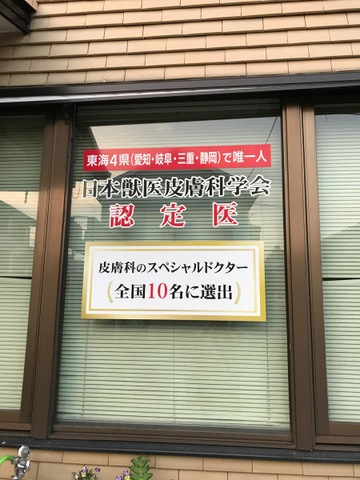 東海4県(愛知・岐阜・三重・静岡)で唯一人
日本獣医皮膚科学会
認定医
皮膚科のスペシャルドクター
(全国10名に選出)